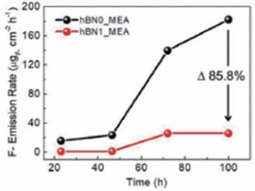 F- Emission Rate (μgF- cm-2 h-1)
200
160
120
80
40
0
hBN0_MEA
hBN1_MEA
Δ 85.8%
20 40 60 80 100
Time (h)